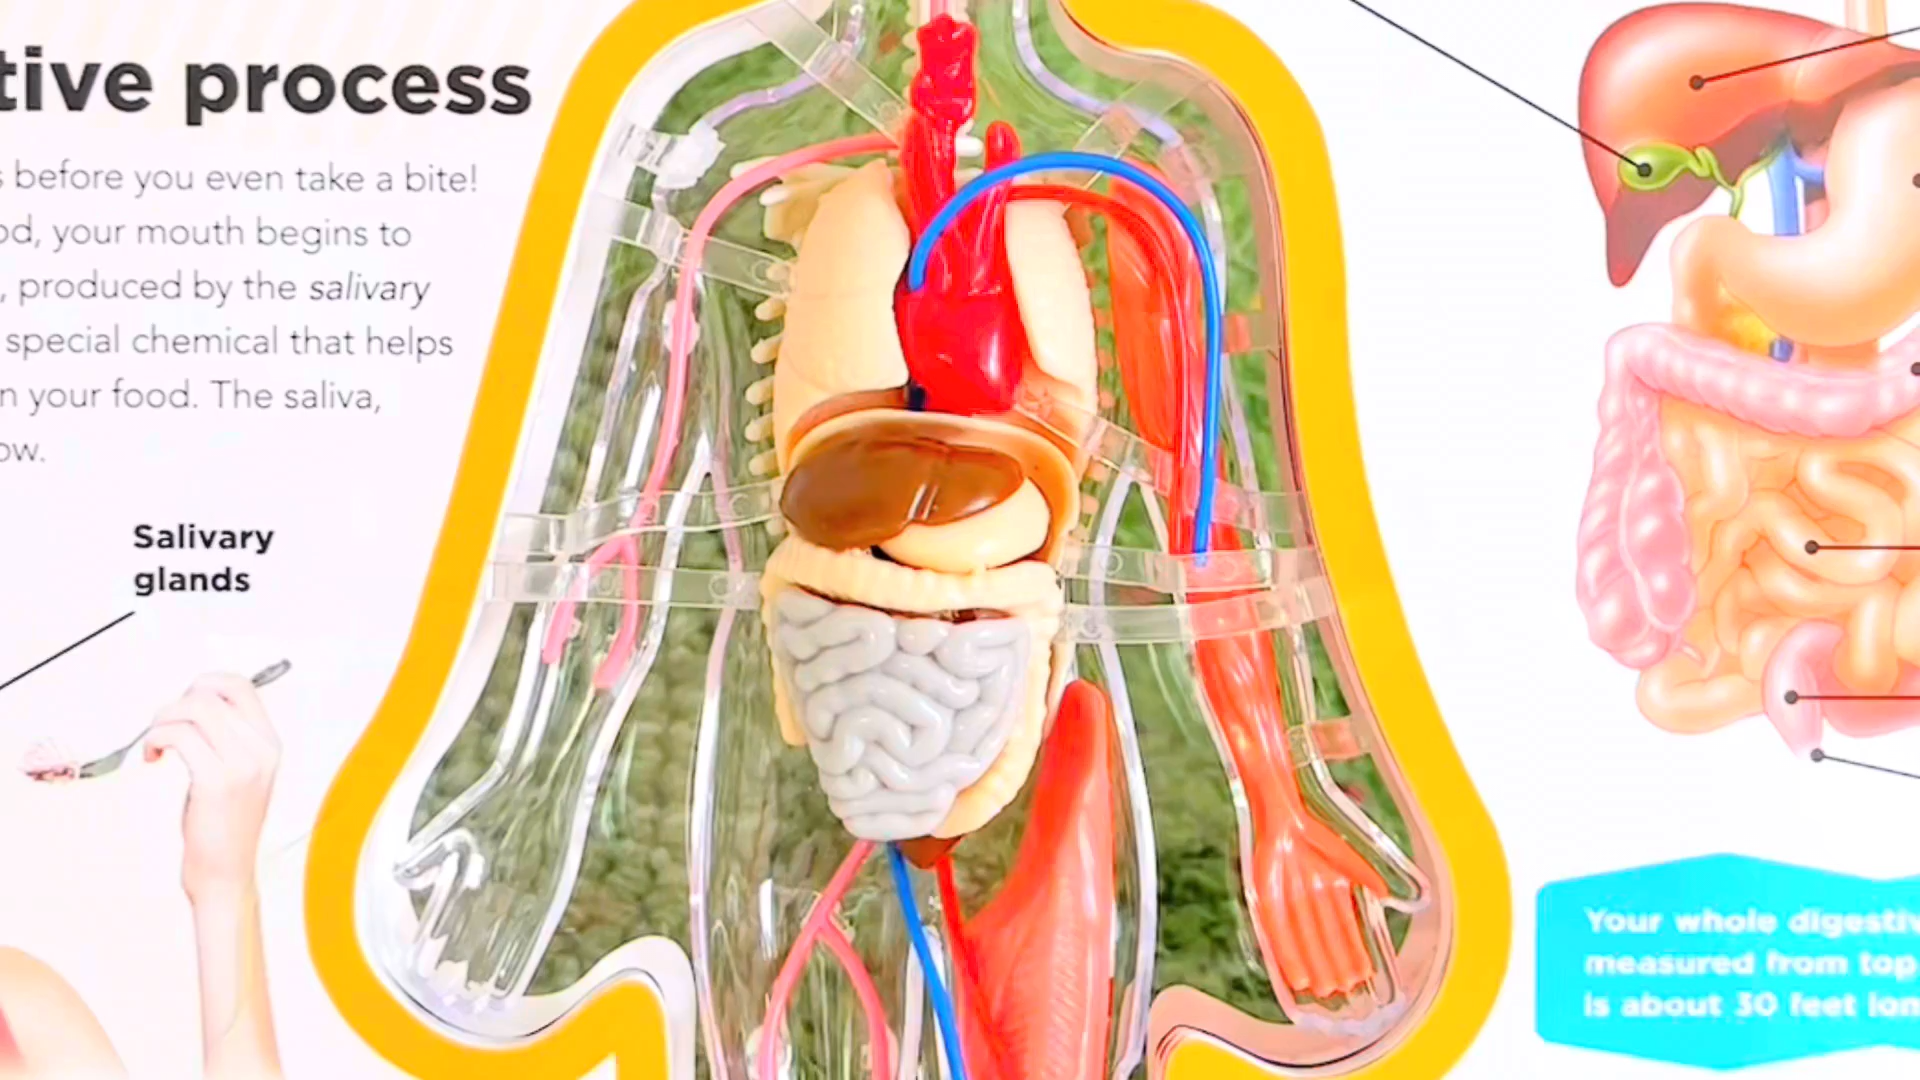 tive process
s before you even take a bite!
od, your mouth begins to
, produced by the salivary
special chemical that helps
n your food. The saliva,
ow.
Salivary
glands
Your whole digestiv
measured from top
is about 30 feet lon